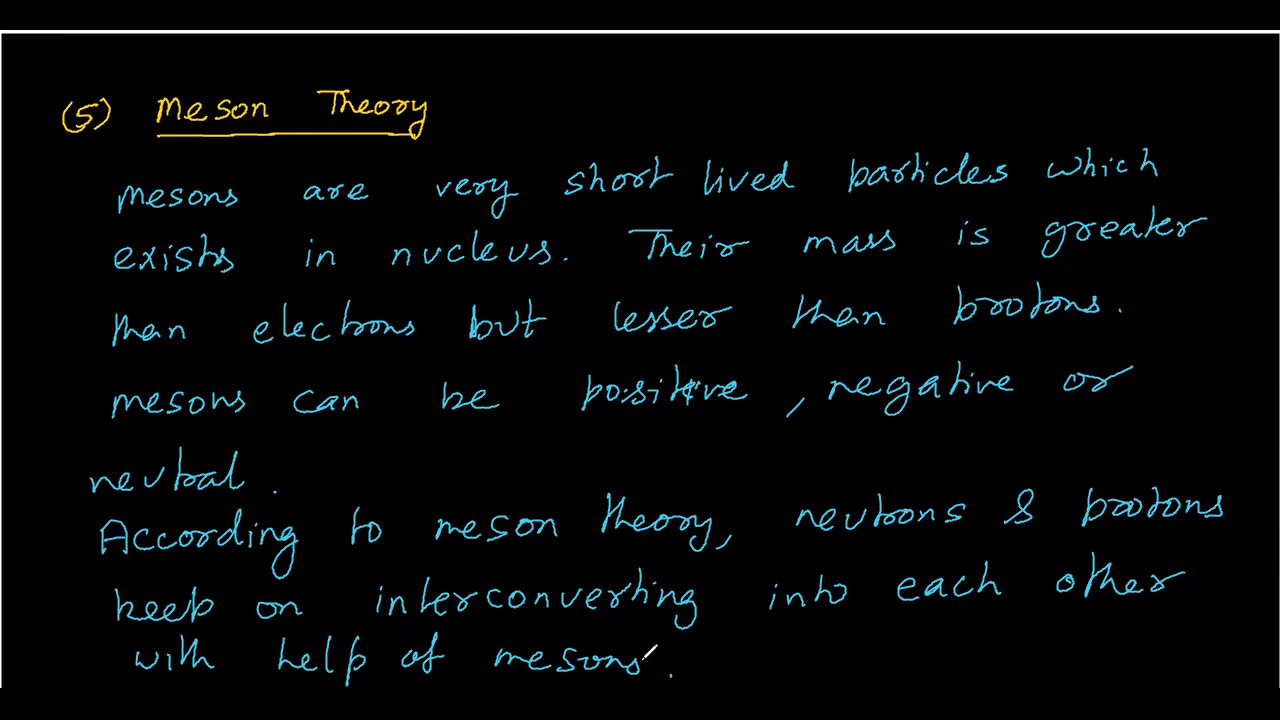 (5) Meson Theory
mesons are very short lived particles which
exists in nucleus. Their mass is greater
than electrons but lesser than protons.
mesons can be positive, negative or
neutral.
According to meson theory, neutrons & protons
keep on interconverting into each other
with help of mesons.